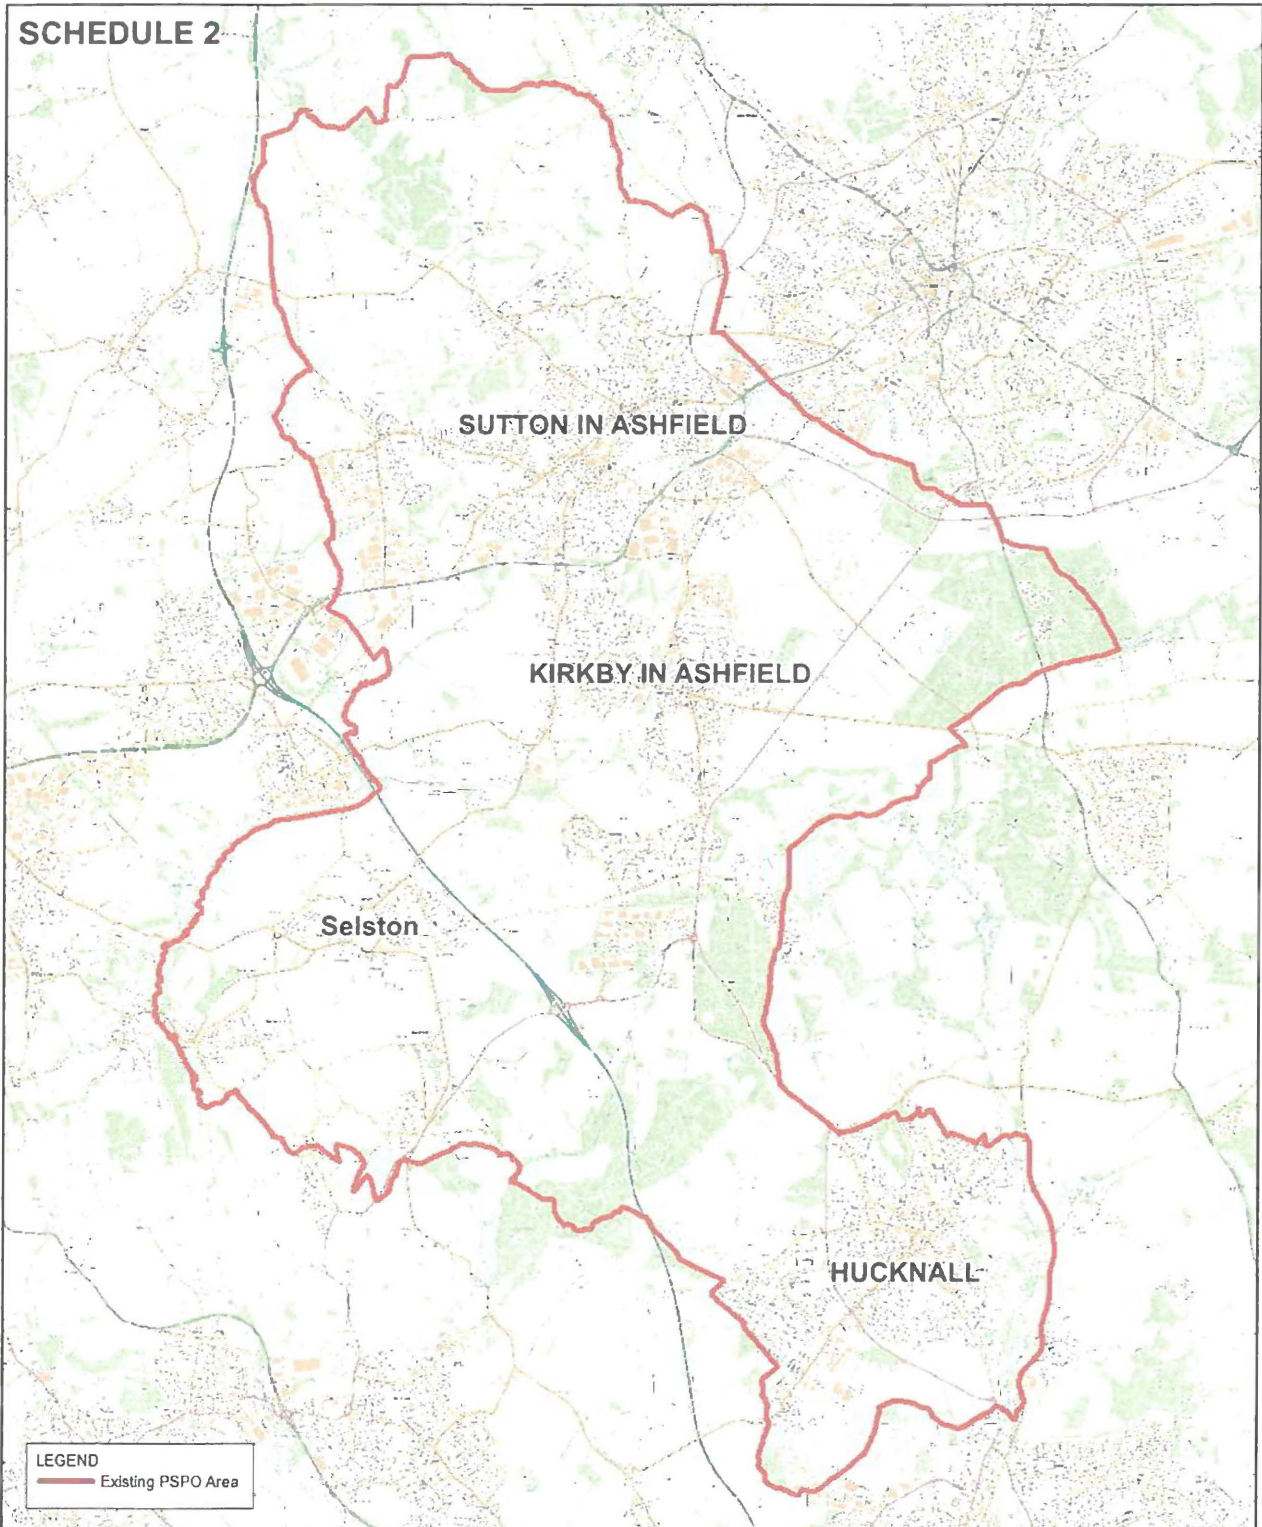 SCHEDULE 2
SUTTON IN ASHFIELD
KIRKBY IN ASHFIELD
Selston
HUCKNALL
LEGEND
Existing PSPO Area